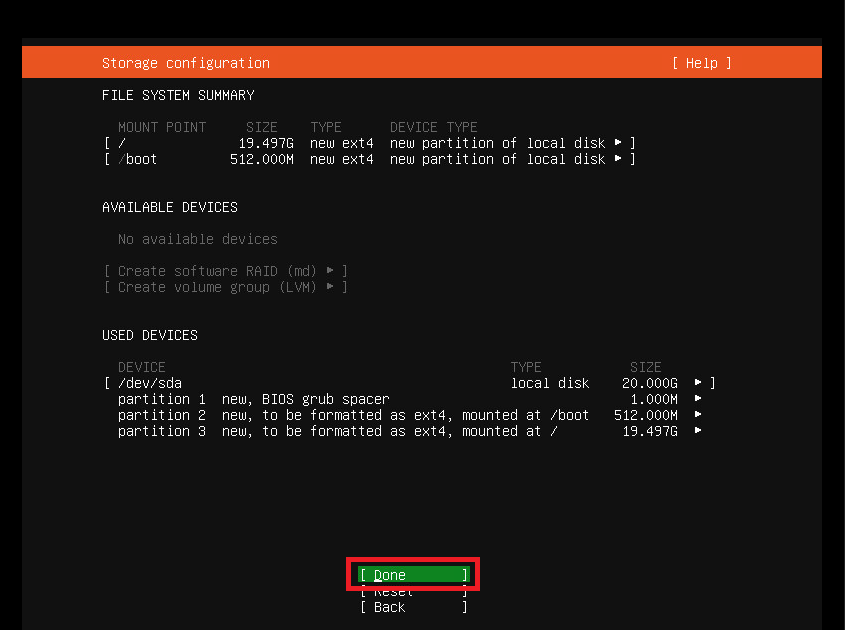 Storage configuration [ Help ]
FILE SYSTEM SUMMARY
MOUNT POINT SIZE TYPE DEVICE TYPE
[ / 19.497G new ext4 new partition of local disk ▸ ]
[ /boot 512.000M new ext4 new partition of local disk ▸ ]
AVAILABLE DEVICES
No available devices
[ Create software RAID (md) ▸ ]
[ Create volume group (LVM) ▸ ]
USED DEVICES
DEVICE TYPE SIZE
[ /dev/sda local disk 20.000G ▸ ]
partition 1 new, BIOS grub spacer 1.000M ▸
partition 2 new, to be formatted as ext4, mounted at /boot 512.000M ▸
partition 3 new, to be formatted as ext4, mounted at / 19.497G ▸
[ Done ]
[ Reset ]
[ Back ]